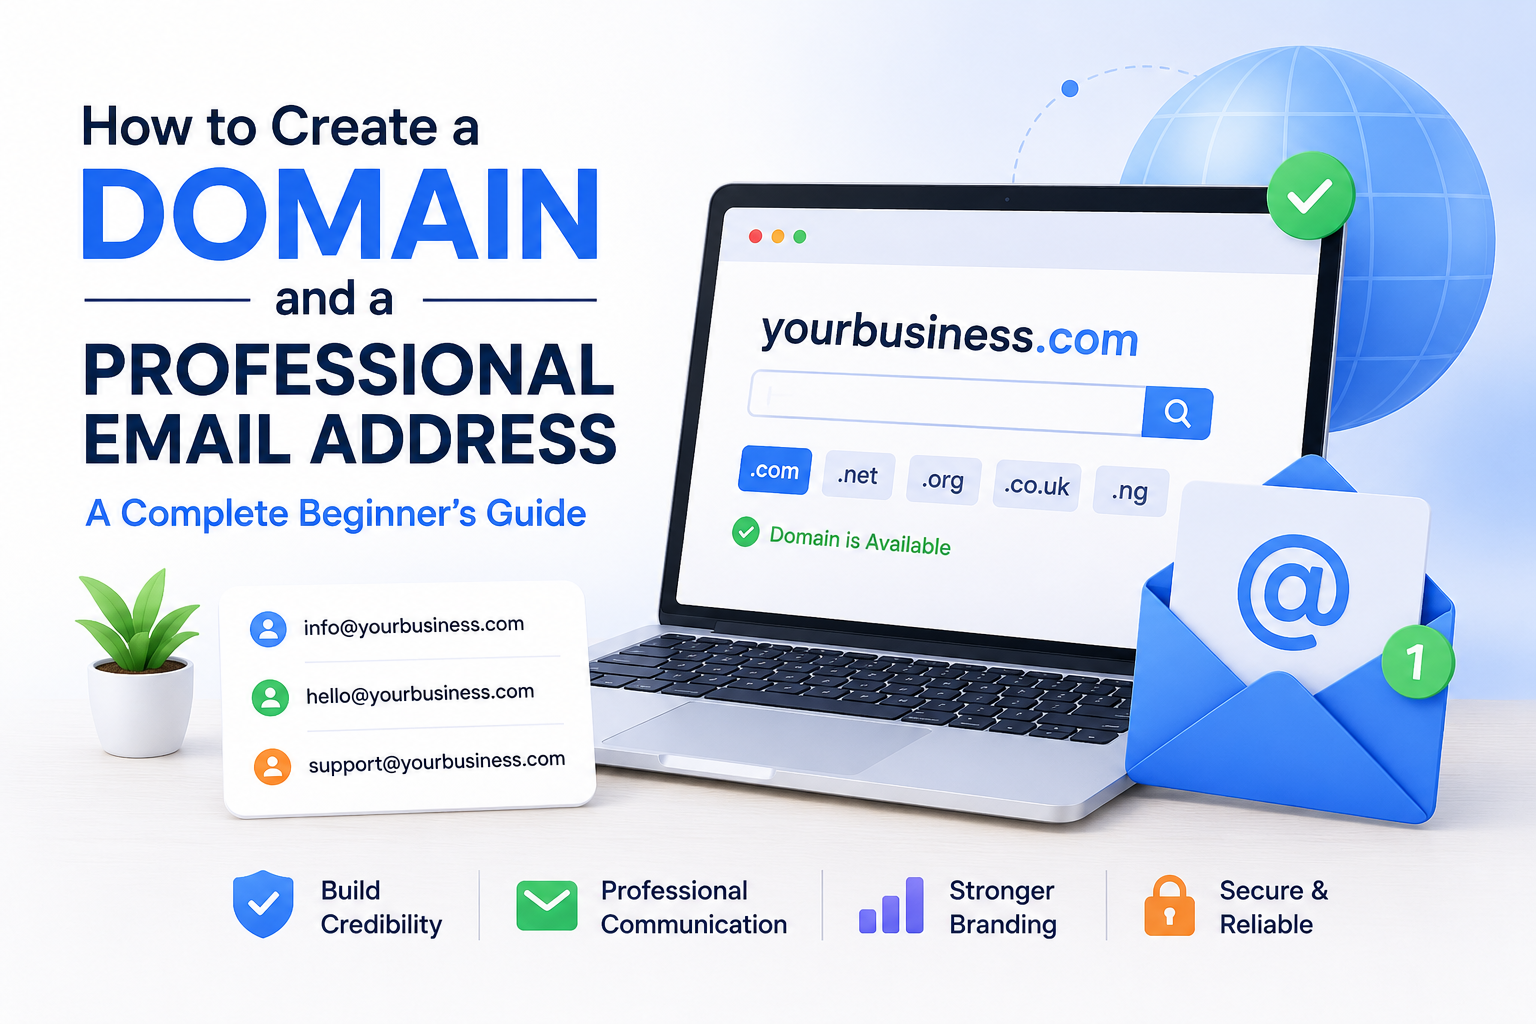 How to Create a
DOMAIN
and a
PROFESSIONAL
EMAIL ADDRESS
A Complete Beginner's Guide
yourbusiness.com
.com
.net
.org
.co.uk
.ng
Domain is Available
@
1
info@yourbusiness.com
hello@yourbusiness.com
support@yourbusiness.com
Build
Credibility
Professional
Communication
Stronger
Branding
Secure &
Reliable